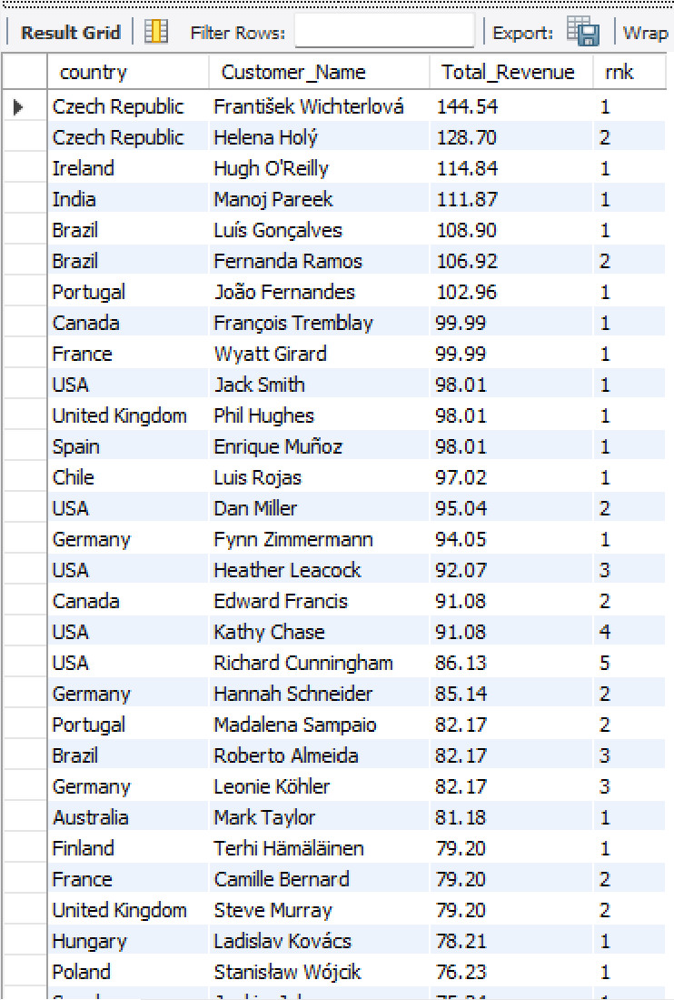 Result Grid Filter Rows: Export: Wrap
country Customer_Name Total_Revenue rnk
Czech Republic František Wichterlová 144.54 1
Czech Republic Helena Holý 128.70 2
Ireland Hugh O'Reilly 114.84 1
India Manoj Pareek 111.87 1
Brazil Luís Gonçalves 108.90 1
Brazil Fernanda Ramos 106.92 2
Portugal João Fernandes 102.96 1
Canada François Tremblay 99.99 1
France Wyatt Girard 99.99 1
USA Jack Smith 98.01 1
United Kingdom Phil Hughes 98.01 1
Spain Enrique Muñoz 98.01 1
Chile Luis Rojas 97.02 1
USA Dan Miller 95.04 2
Germany Fynn Zimmermann 94.05 1
USA Heather Leacock 92.07 3
Canada Edward Francis 91.08 2
USA Kathy Chase 91.08 4
USA Richard Cunningham 86.13 5
Germany Hannah Schneider 85.14 2
Portugal Madalena Sampaio 82.17 2
Brazil Roberto Almeida 82.17 3
Germany Leonie Köhler 82.17 3
Australia Mark Taylor 81.18 1
Finland Terhi Hämäläinen 79.20 1
France Camille Bernard 79.20 2
United Kingdom Steve Murray 79.20 2
Hungary Ladislav Kovács 78.21 1
Poland Stanisław Wójcik 76.23 1